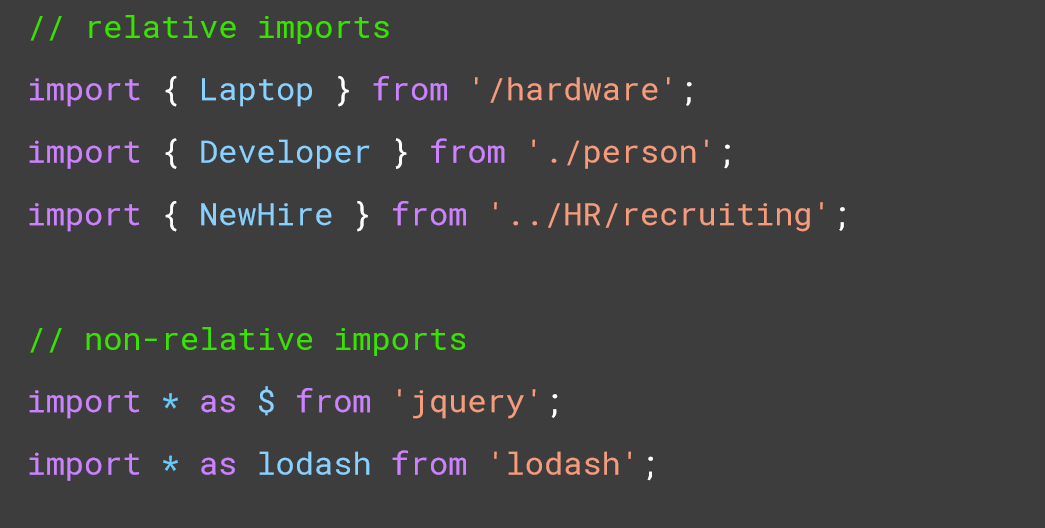 // relative imports
import { Laptop } from '/hardware';
import { Developer } from './person';
import { NewHire } from '../HR/recruiting';
// non-relative imports
import * as $ from 'jquery';
import * as lodash from 'lodash';